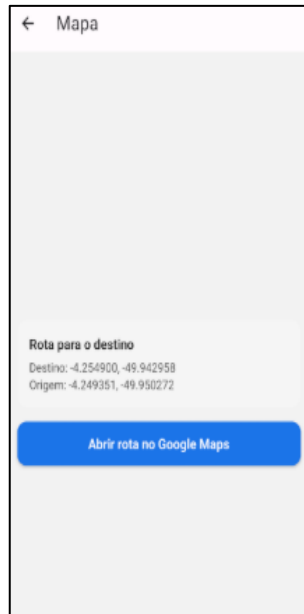 Mapa
Rota para o destino
Destino: -4.254900, -49.942958
Origem: -4.249351, -49.950272
Abrir rota no Google Maps